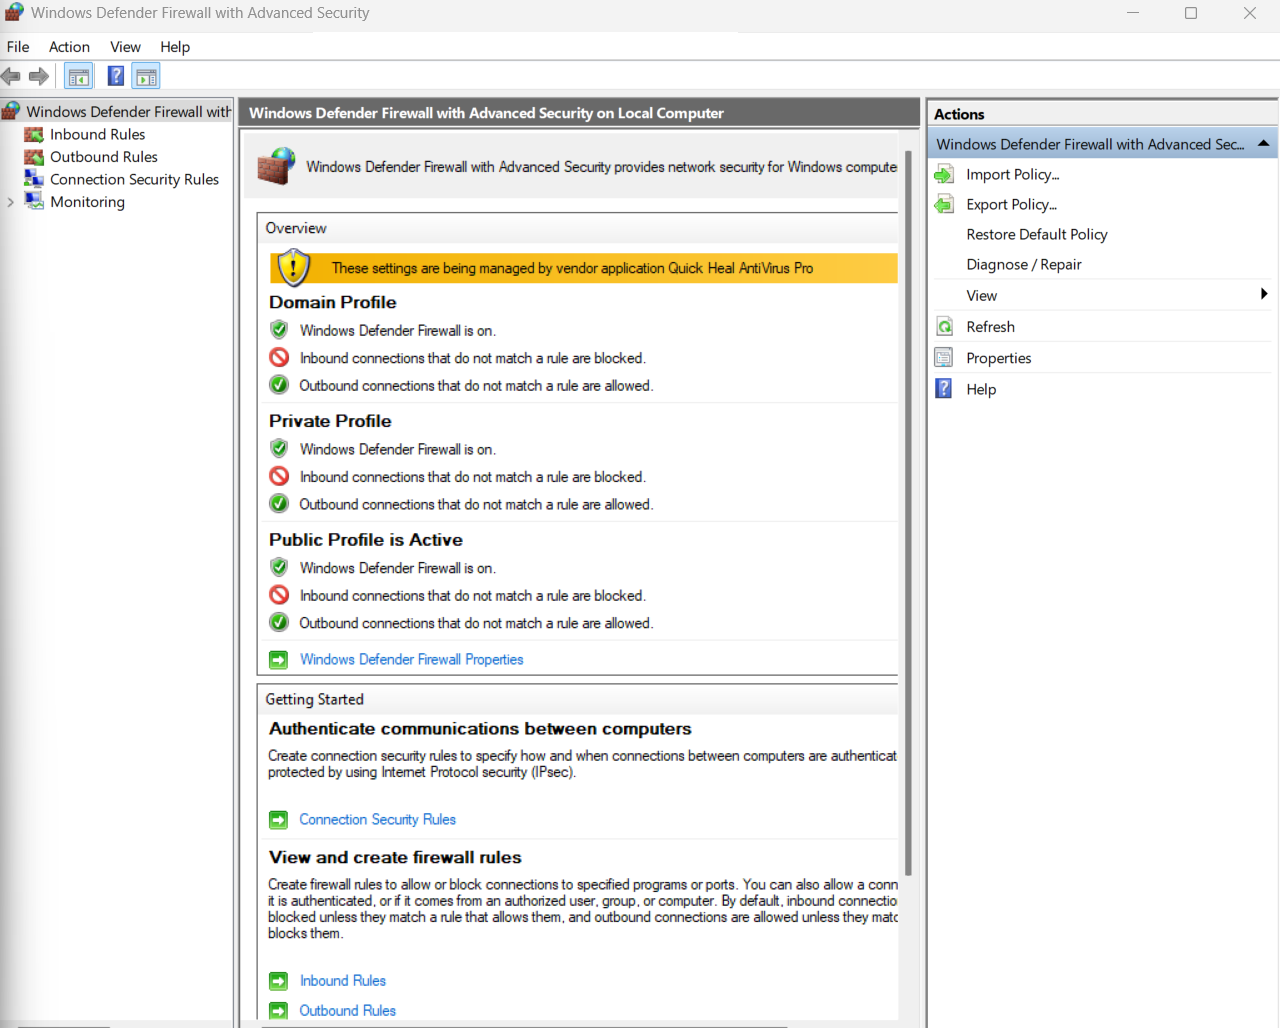 Windows Defender Firewall with Advanced Security
File Action View Help
Windows Defender Firewall with
Inbound Rules
Outbound Rules
Connection Security Rules
Monitoring
Windows Defender Firewall with Advanced Security on Local Computer
Windows Defender Firewall with Advanced Security provides network security for Windows compute
Overview
These settings are being managed by vendor application Quick Heal AntiVirus Pro
Domain Profile
Windows Defender Firewall is on.
Inbound connections that do not match a rule are blocked.
Outbound connections that do not match a rule are allowed.
Private Profile
Windows Defender Firewall is on.
Inbound connections that do not match a rule are blocked.
Outbound connections that do not match a rule are allowed.
Public Profile is Active
Windows Defender Firewall is on.
Inbound connections that do not match a rule are blocked.
Outbound connections that do not match a rule are allowed.
Windows Defender Firewall Properties
Getting Started
Authenticate communications between computers
Create connection security rules to specify how and when connections between computers are authenticat
protected by using Internet Protocol security (IPsec).
Connection Security Rules
View and create firewall rules
Create firewall rules to allow or block connections to specified programs or ports. You can also allow a conn
it is authenticated, or if it comes from an authorized user, group, or computer. By default, inbound connectio
blocked unless they match a rule that allows them, and outbound connections are allowed unless they matc
blocks them.
Inbound Rules
Outbound Rules
Actions
Windows Defender Firewall with Advanced Sec...
Import Policy...
Export Policy...
Restore Default Policy
Diagnose / Repair
View
Refresh
Properties
Help